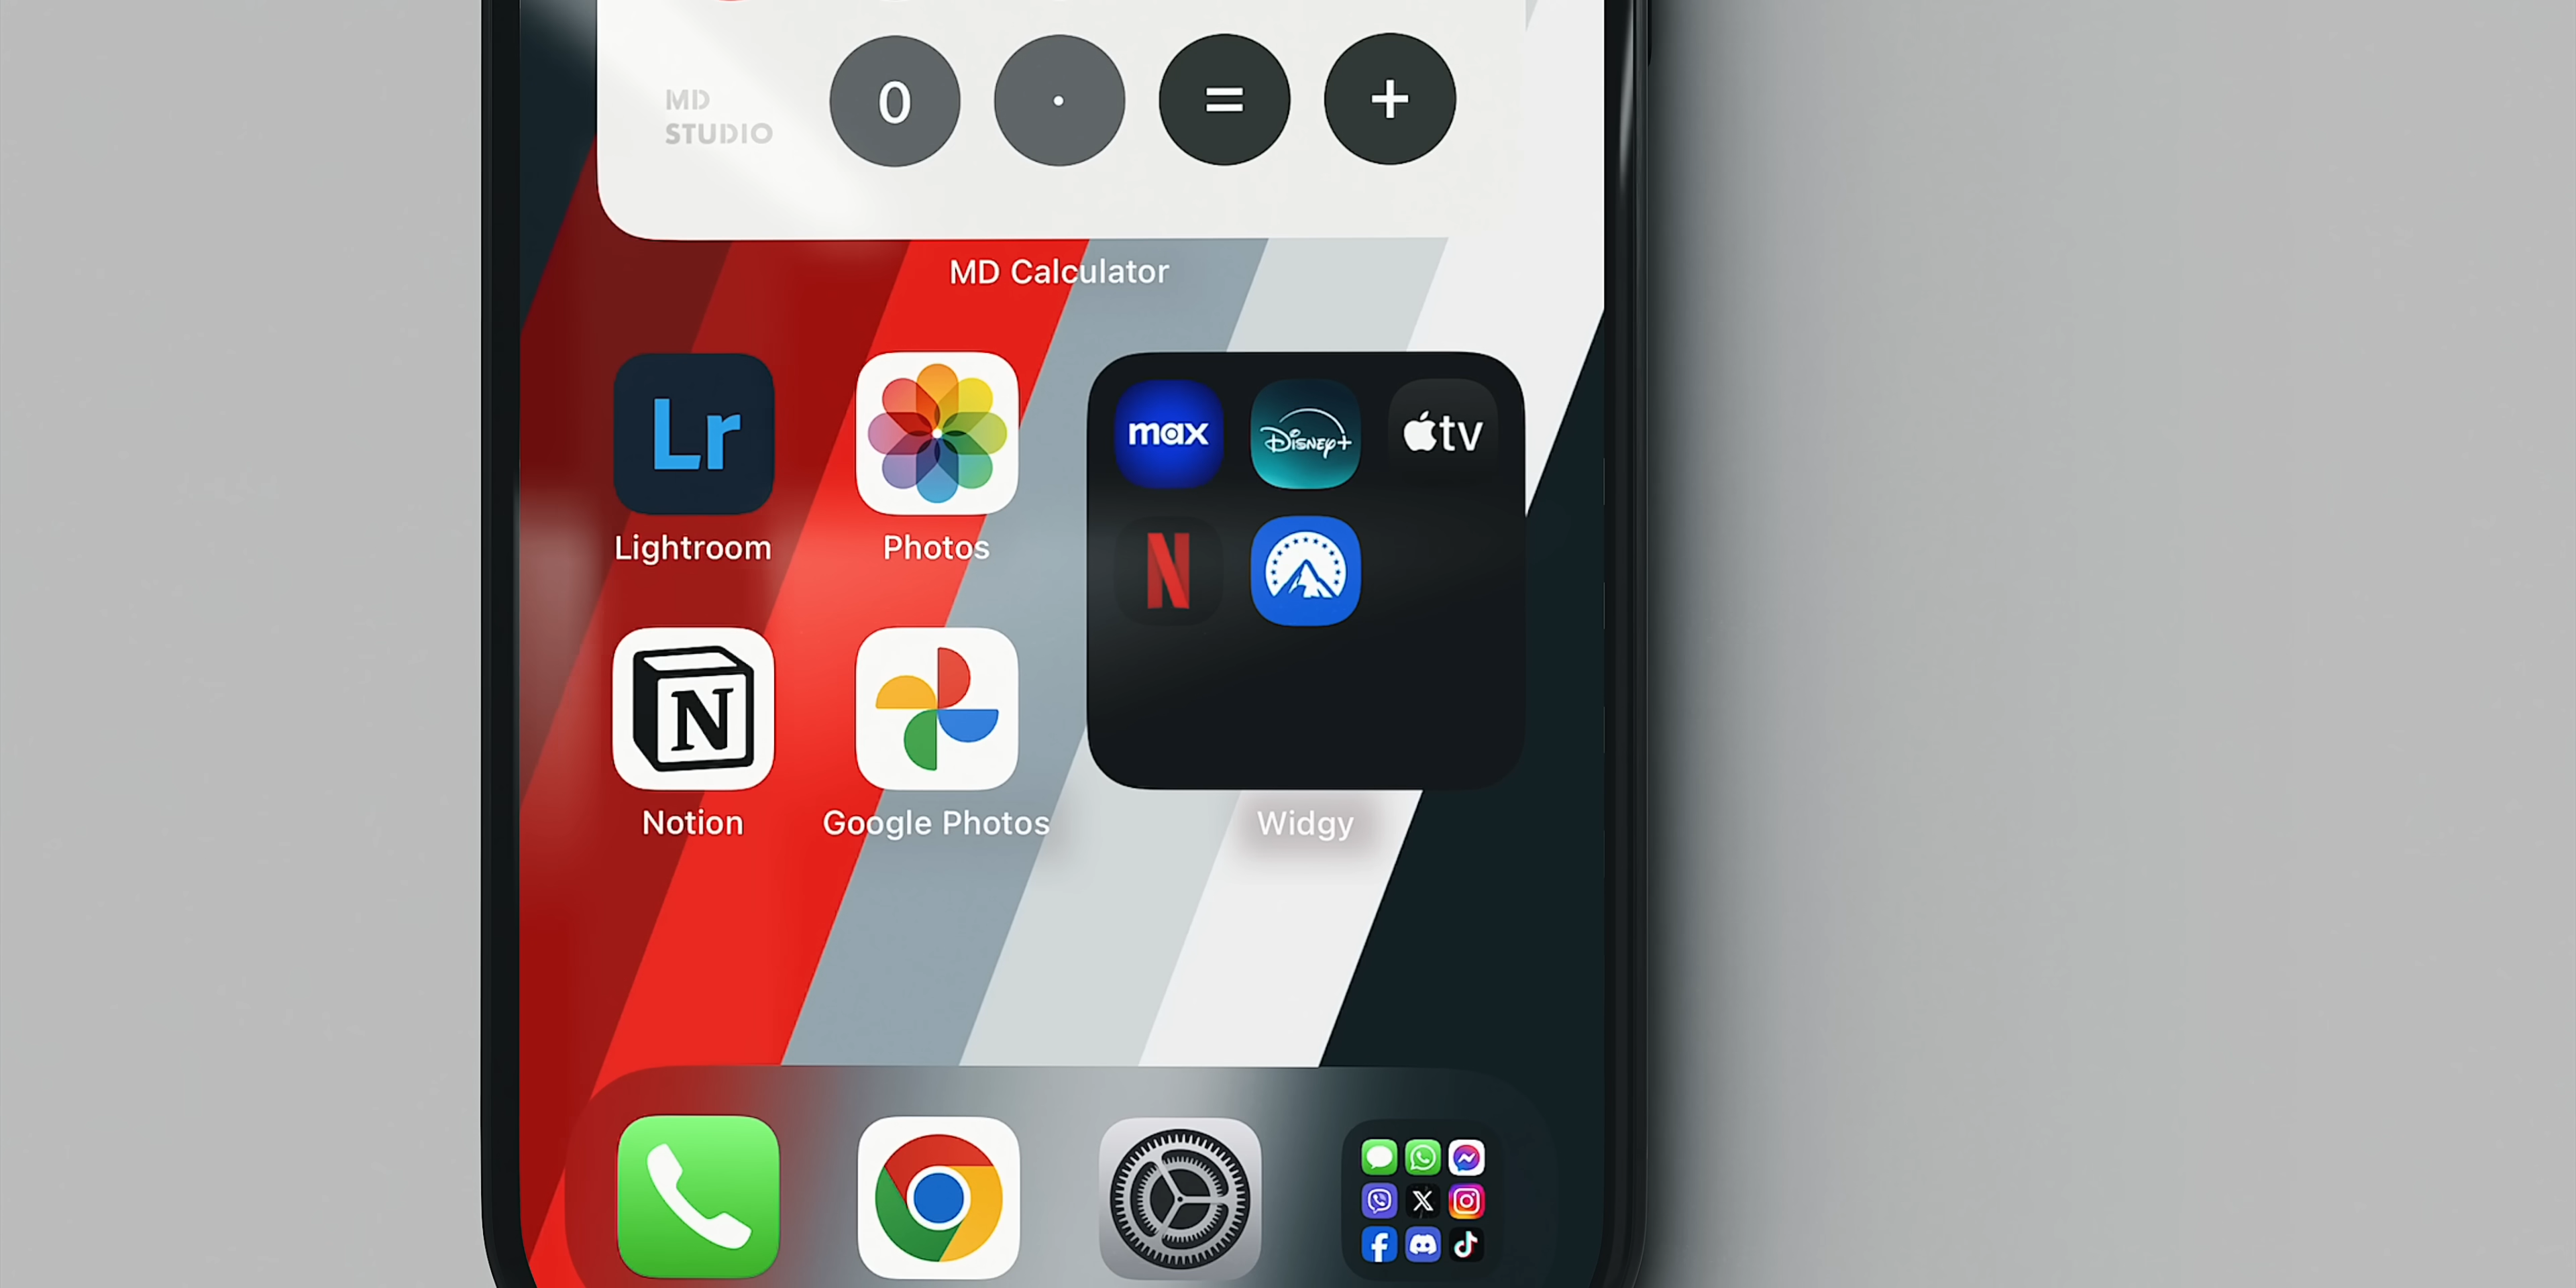 MD
STUDIO
0 · = +
MD Calculator
Lr
max
Disney+
tv
Lightroom
Photos
N
N
Notion
Google Photos
Widgy